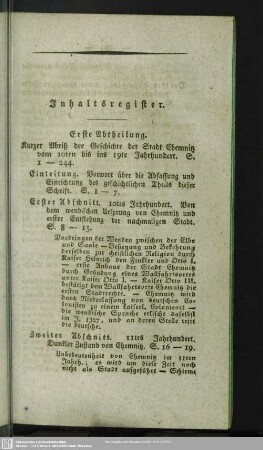 Inhaltsregister.
Erste Abtheilung.
Kurzer Abriß der Geschichte der Stadt Chemnitz
vom 10ten bis ins 19te Jahrhundert. S.
1 — 244.
Einleitung. Vorwort über die Abfassung und
Einrichtung des geschichtlichen Theils dieser
Schrift. S. 1 — 7.
Erster Abschnitt. 10tes Jahrhundert. Von
dem wendischen Ursprung von Chemnitz und
erster Entstehung der nachmaligen Stadt.
S. 8 — 15.
Vordringen der Wenden zwischen der Elbe
und Saale — Besiegung und Bekehrung
derselben zur christlichen Religion durch
Kaiser Heinrich den Finkler und Otto I.
— erste Anbaue der Stadt Chemnitz
durch Gründung eines Wallfahrtsortes
unter Kaiser Otto I. — Kaiser Otto III.
bestätigt dem Wallfahrtsorte Chemnitz die
ersten Stadtrechte. — Chemnitz wird
durch Niederlassung von deutschen Co-
lonisten zu einem Kaiserl. Colonieort —
die wendische Sprache erlischt daselbst
im J. 1327. und an deren Stelle tritt
die deutsche.
Zweiter Abschnitt. 11tes Jahrhundert.
Dunkler Zustand von Chemnitz. S. 16 — 19.
Unbedeutenheit von Chemnitz im 11ten
Jahrh.; es wird um diese Zeit noch
nicht als Stadt aufgeführt — Schirme